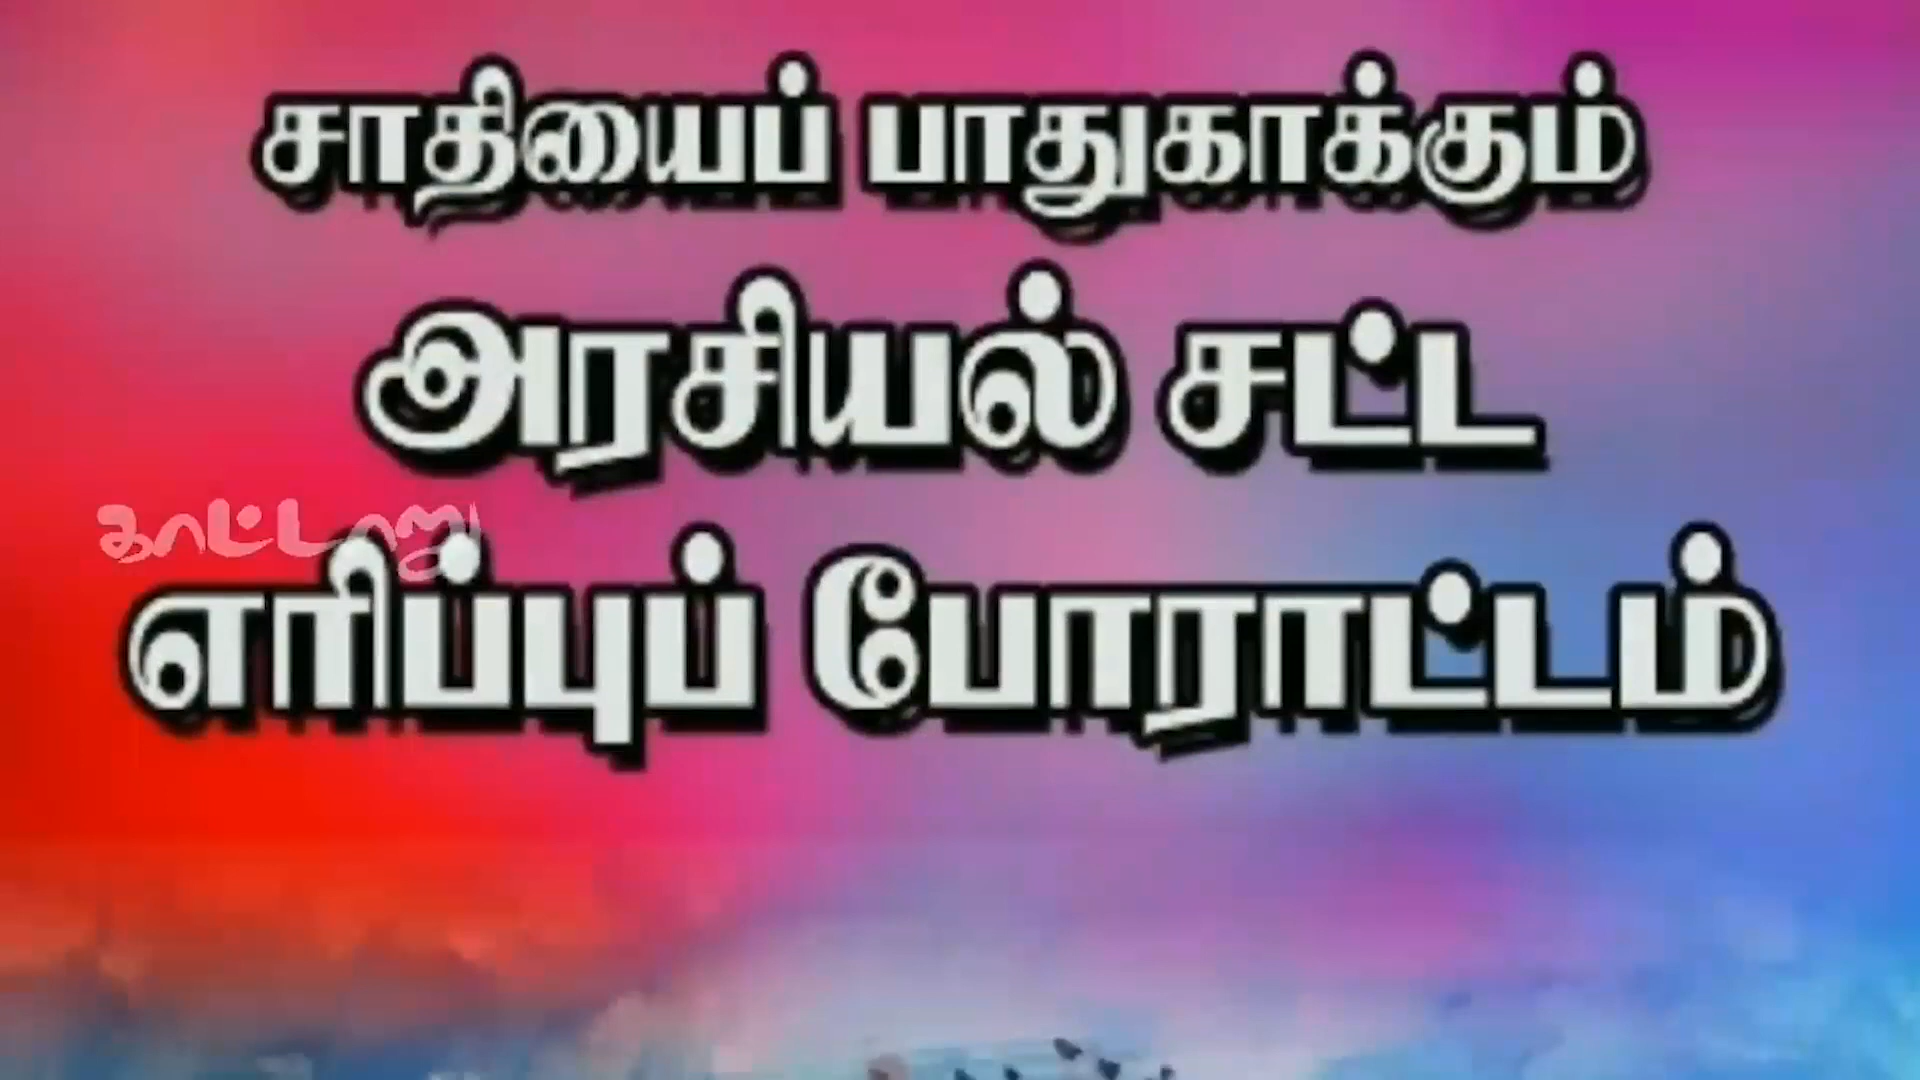 சாதியைப் பாதுகாக்கும்
அரசியல் சட்ட
காட்டாறு
எரிப்புப் போராட்டம்